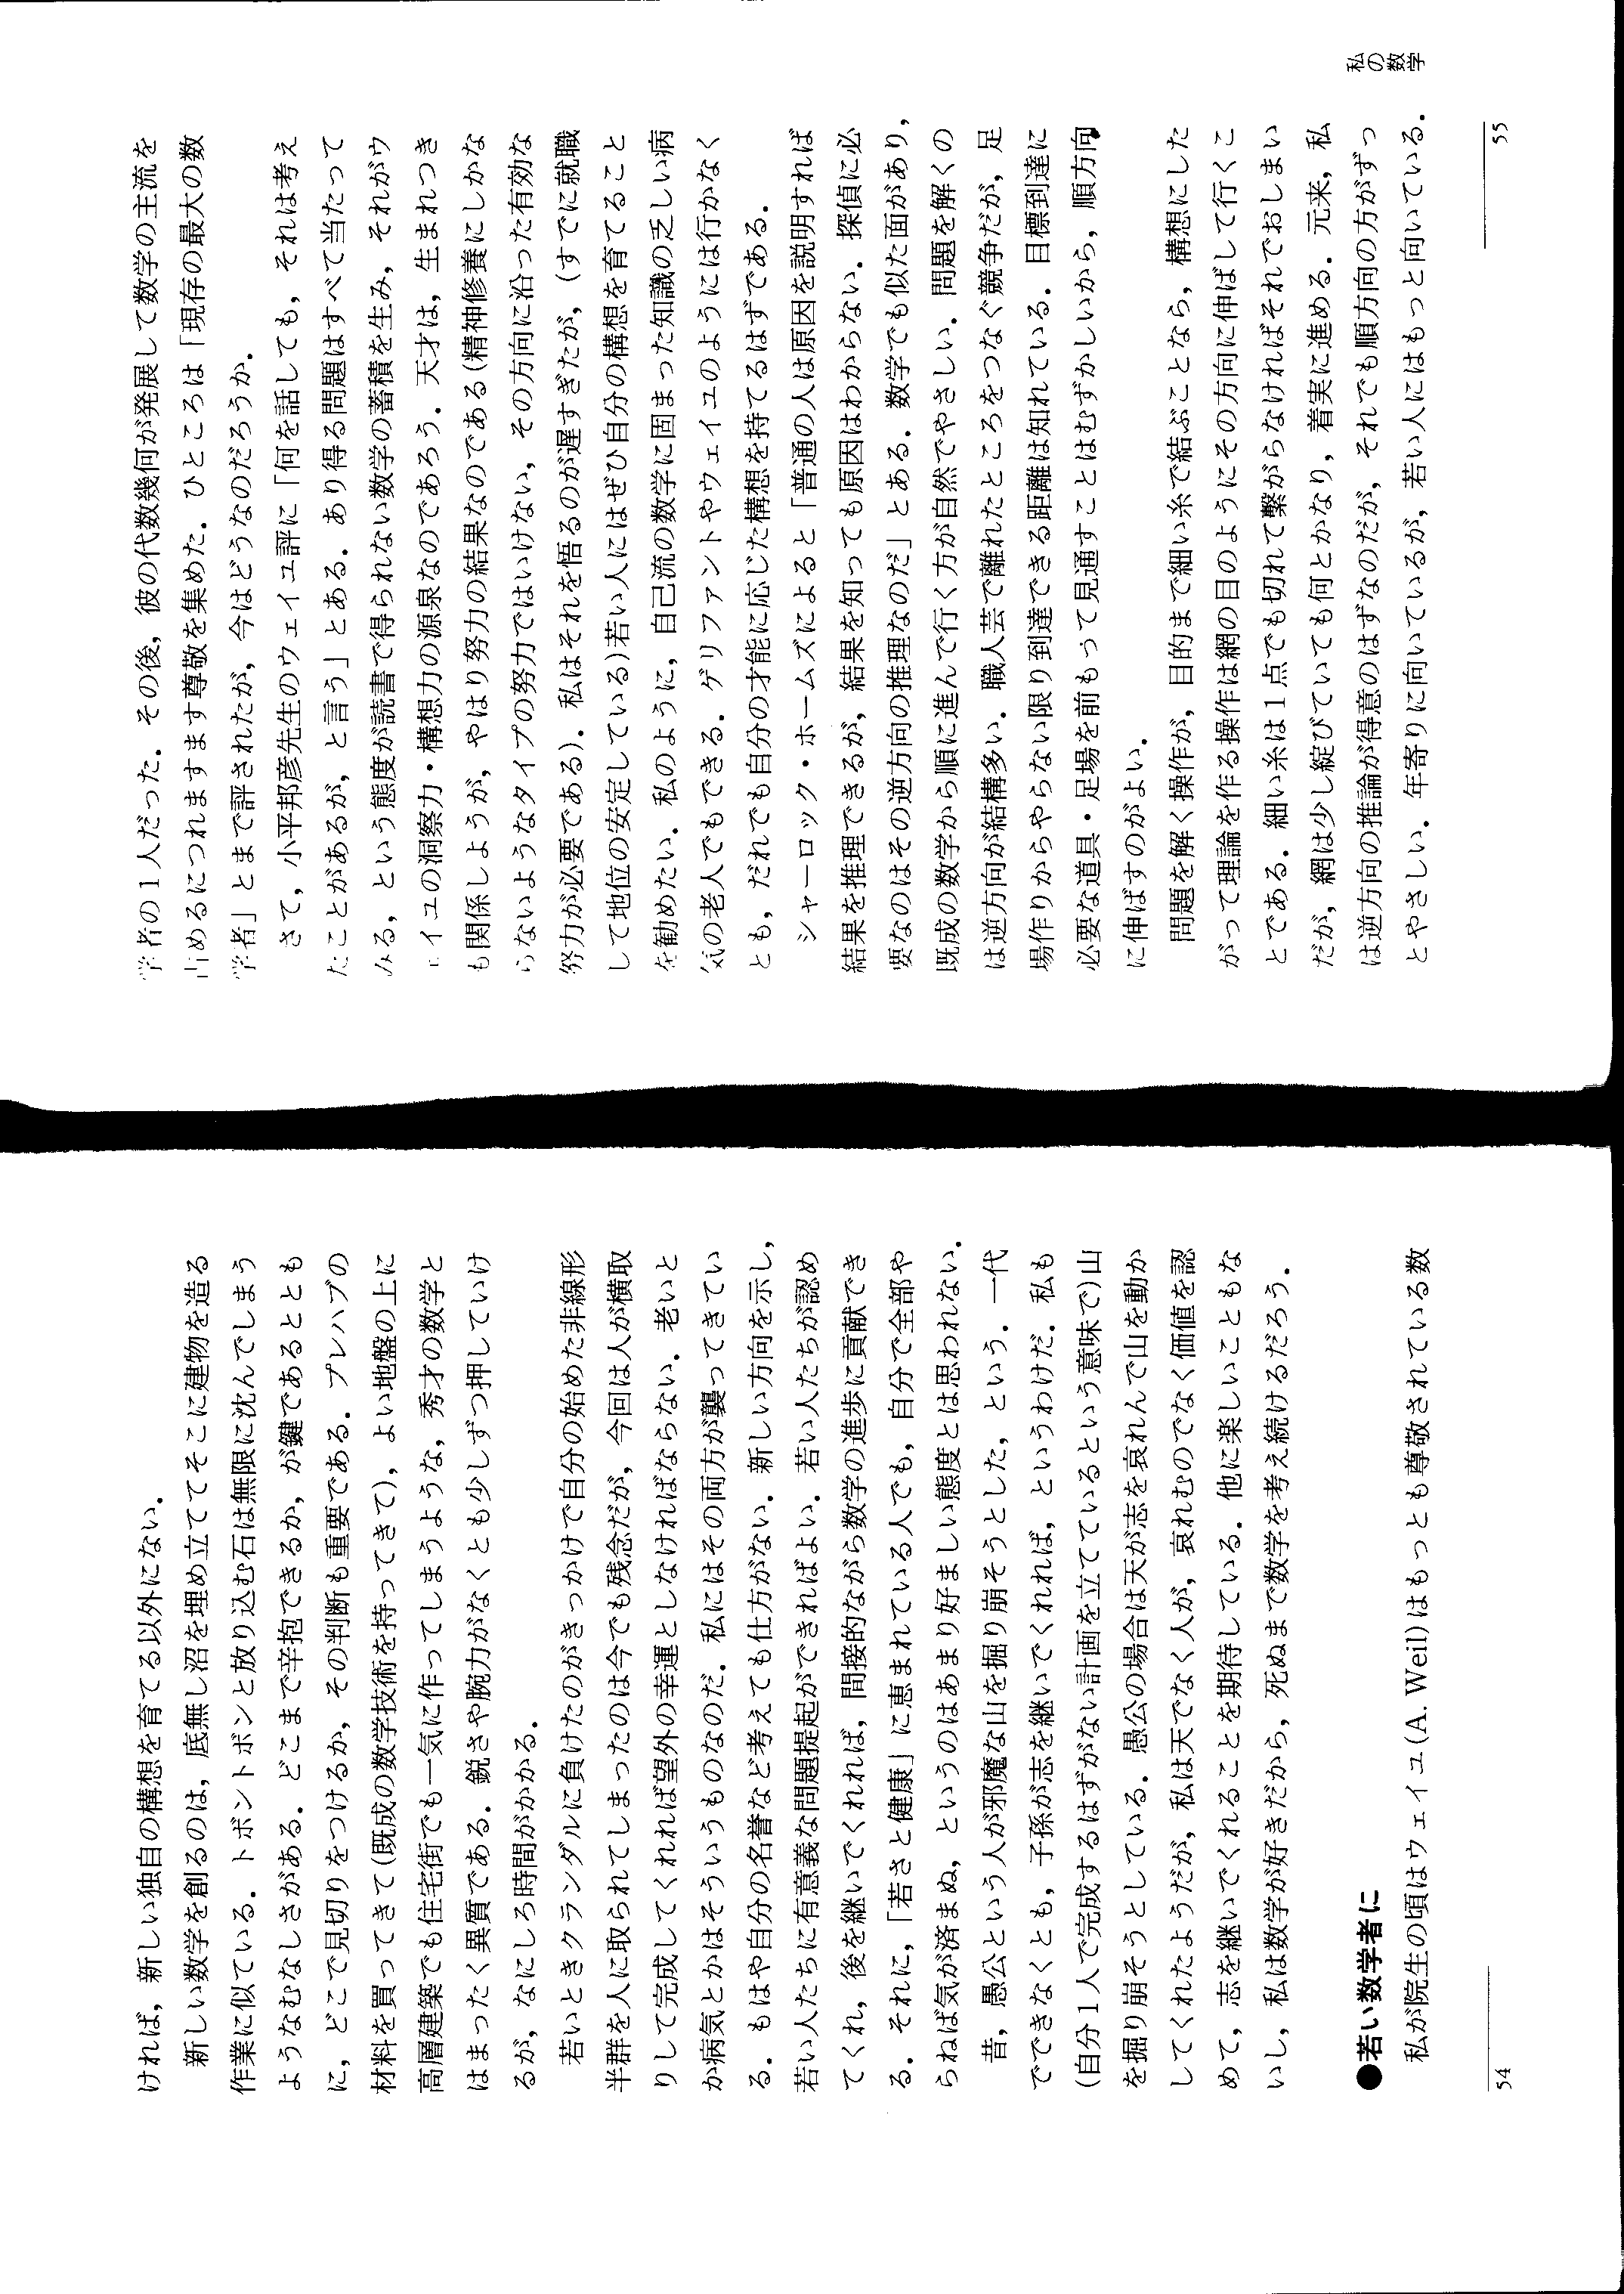 ければ，新しい独自の構想を育てる以外にない．
新しい数学を創るのは，底無し沼を埋め立ててそこに建物を造る
作業に似ている．トボントボンと放り込む石は無限に沈んでしまう
ようなむなしさがある．どこまで辛抱できるか，が鍵であるととも
に，どこで見切りをつけるか，その判断も重要である．プレハブの
材料を買ってきて(既成の数学技術を持ってきて)，よい地盤の上に
高層建築でも住宅街でも一気に作ってしまうような，秀才の数学と
はまったく異質である．鋭さや腕力がなくとも少しずつ押していけ
るが，なにしろ時間がかかる．
若いときクランダルに負けたのがきっかけで自分の始めた非線形
半群を人に取られてしまったのは今でも残念だが，今回は人が横取
りして完成してくれれば望外の幸運としなければならない．老いと
か病気とかはそういうものなのだ．私にはその両方が襲ってきてい
る．もはや自分の名誉など考えても仕方がない．新しい方向を示し，
若い人たちに有意義な問題提起ができればよい．若い人たちが認め
てくれ，後を継いでくれれば，間接的ながら数学の進歩に貢献でき
る．それに，「若さと健康」に恵まれている人でも，自分で全部や
らねば気が済まぬ，というのはあまり好ましい態度とは思われない．
昔，愚公という人が邪魔な山を掘り崩そうとした，という．一代
でできなくとも，子孫が志を継いでくれれば，というわけだ．私も
(自分1人で完成するはずがない計画を立てているという意味で)山
を掘り崩そうとしている．愚公の場合は天が志を哀れんで山を動か
してくれたようだが，私は天でなく人が，哀れむのでなく価値を認
めて，志を継いでくれることを期待している．他に楽しいこともな
いし，私は数学が好きだから，死ぬまで数学を考え続けるだろう．
●若い数学者に
私が院生の頃はウェイユ(A. Weil)はもっとも尊敬されている数
54
学者の1人だった．その後，彼の代数幾何が発展して数学の主流を
占めるにつれますます尊敬を集めた．ひところは「現存の最大の数
学者」とまで評されたが，今はどうなのだろうか．
さて，小平邦彦先生のウェイユ評に「何を話しても，それは考え
たことがあるが，と言う」とある．あり得る問題はすべて当たって
みる，という態度が読書で得られない数学の蓄積を生み，それがウ
ェイユの洞察力・構想力の源泉なのであろう．天才は，生まれつき
も関係しようが，やはり努力の結果なのである(精神修養にしかな
らないようなタイプの努力ではいけない，その方向に沿った有効な
努力が必要である)．私はそれを悟るのが遅すぎたが，(すでに就職
して地位の安定している)若い人にはぜひ自分の構想を育てること
を勧めたい．私のように，自己流の数学に固まった知識の乏しい病
気の老人でもできる．ゲリファントやウェイユのようには行かなく
とも，だれでも自分の才能に応じた構想を持てるはずである．
シャーロック・ホームズによると「普通の人は原因を説明すれば
結果を推理できるが，結果を知っても原因はわからない．探偵に必
要なのはその逆方向の推理なのだ」とある．数学でも似た面があり，
既成の数学から順に進んで行く方が自然でやさしい．問題を解くの
は逆方向が結構多い．職人芸で離れたところをつなぐ競争だが，足
場作りからやらない限り到達できる距離は知れている．目標到達に
必要な道具・足場を前もって見通すことはむずかしいから，順方向
に伸ばすのがよい．
問題を解く操作が，目的まで細い糸で結ぶことなら，構想にした
がって理論を作る操作は網の目のようにその方向に伸ばして行くこ
とである．細い糸は1点でも切れて繫がらなければそれでおしまい
だが，網は少し綻びていても何とかなり，着実に進める．元来，私
は逆方向の推論が得意のはずなのだが，それでも順方向の方がずっ
とやさしい．年寄りに向いているが，若い人にはもっと向いている．
私の数学
55